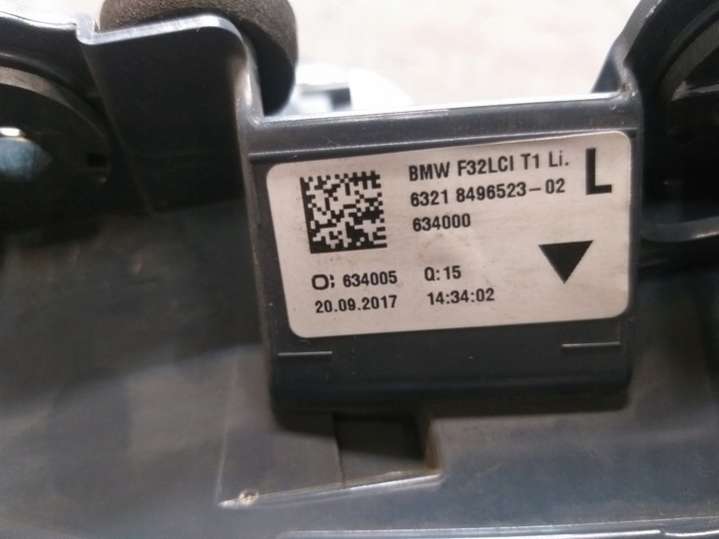 BMW F32LCI T1 Li. L
6321 8496523-02
634000
O: 634005 Q:15
20.09.2017 14:34:02